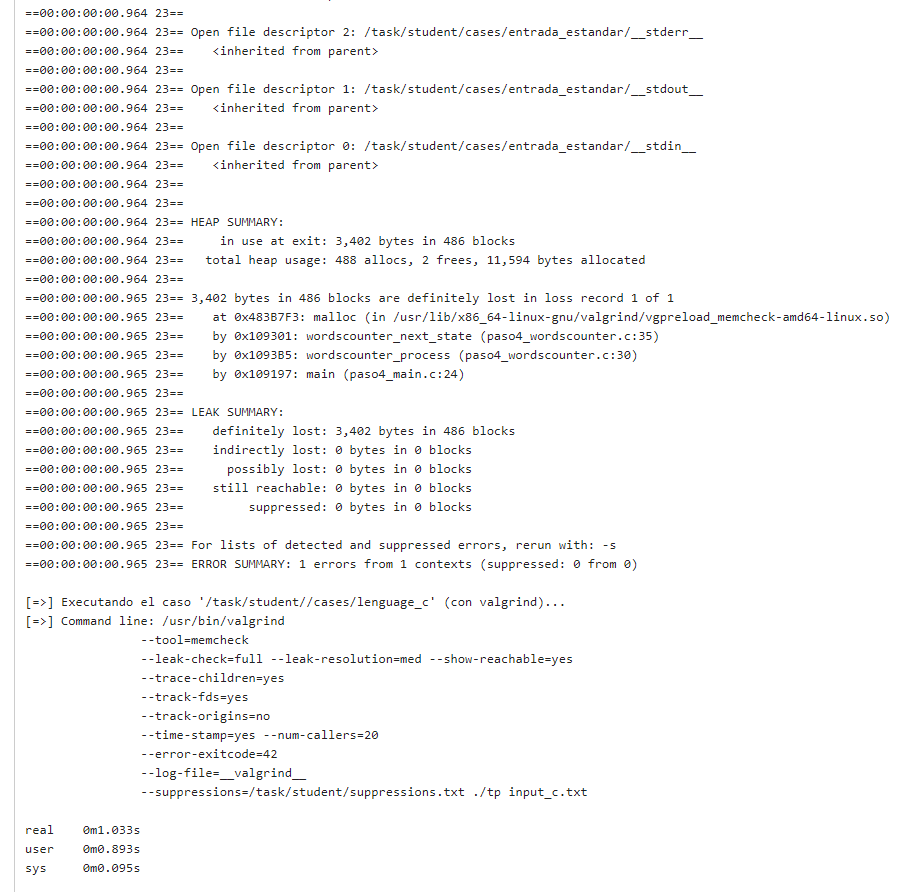 ==00:00:00:00.964 23==
==00:00:00:00.964 23== Open file descriptor 2: /task/student/cases/entrada_estandar/__stderr__
==00:00:00:00.964 23==    <inherited from parent>
==00:00:00:00.964 23==
==00:00:00:00.964 23== Open file descriptor 1: /task/student/cases/entrada_estandar/__stdout__
==00:00:00:00.964 23==    <inherited from parent>
==00:00:00:00.964 23==
==00:00:00:00.964 23== Open file descriptor 0: /task/student/cases/entrada_estandar/__stdin__
==00:00:00:00.964 23==    <inherited from parent>
==00:00:00:00.964 23==
==00:00:00:00.964 23==
==00:00:00:00.964 23== HEAP SUMMARY:
==00:00:00:00.964 23==     in use at exit: 3,402 bytes in 486 blocks
==00:00:00:00.964 23==   total heap usage: 488 allocs, 2 frees, 11,594 bytes allocated
==00:00:00:00.964 23==
==00:00:00:00.965 23== 3,402 bytes in 486 blocks are definitely lost in loss record 1 of 1
==00:00:00:00.965 23==    at 0x483B7F3: malloc (in /usr/lib/x86_64-linux-gnu/valgrind/vgpreload_memcheck-amd64-linux.so)
==00:00:00:00.965 23==    by 0x109301: wordscounter_next_state (paso4_wordscounter.c:35)
==00:00:00:00.965 23==    by 0x1093B5: wordscounter_process (paso4_wordscounter.c:30)
==00:00:00:00.965 23==    by 0x109197: main (paso4_main.c:24)
==00:00:00:00.965 23==
==00:00:00:00.965 23== LEAK SUMMARY:
==00:00:00:00.965 23==    definitely lost: 3,402 bytes in 486 blocks
==00:00:00:00.965 23==    indirectly lost: 0 bytes in 0 blocks
==00:00:00:00.965 23==      possibly lost: 0 bytes in 0 blocks
==00:00:00:00.965 23==    still reachable: 0 bytes in 0 blocks
==00:00:00:00.965 23==         suppressed: 0 bytes in 0 blocks
==00:00:00:00.965 23==
==00:00:00:00.965 23== For lists of detected and suppressed errors, rerun with: -s
==00:00:00:00.965 23== ERROR SUMMARY: 1 errors from 1 contexts (suppressed: 0 from 0)

[=>] Executando el caso '/task/student//cases/lenguage_c' (con valgrind)...
[=>] Command line: /usr/bin/valgrind
                --tool=memcheck
                --leak-check=full --leak-resolution=med --show-reachable=yes
                --trace-children=yes
                --track-fds=yes
                --track-origins=no
                --time-stamp=yes --num-callers=20
                --error-exitcode=42
                --log-file=__valgrind__
                --suppressions=/task/student/suppressions.txt ./tp input_c.txt

real    0m1.033s
user    0m0.893s
sys     0m0.095s